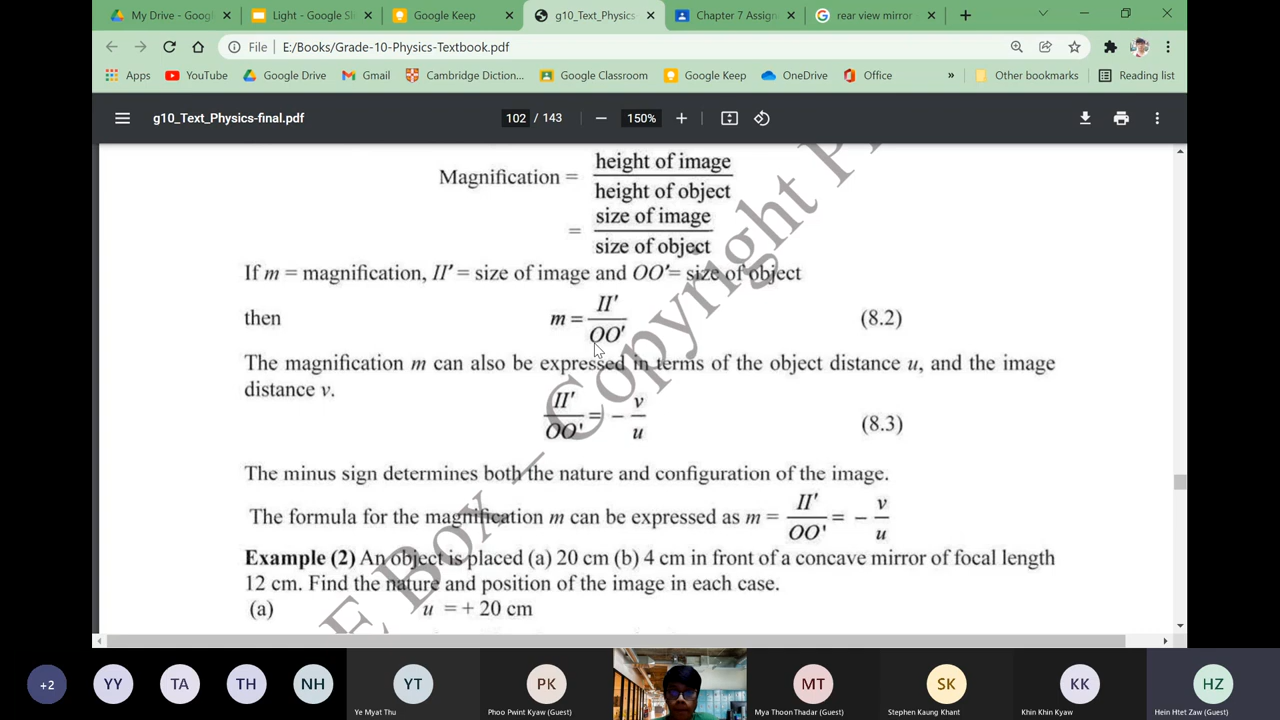 My Drive - Googl
Light - Google Sli
Google Keep
g10_Text_Physics
Chapter 7 Assign
rear view mirror
File E:/Books/Grade-10-Physics-Textbook.pdf
Apps YouTube Google Drive Gmail Cambridge Diction... Google Classroom Google Keep OneDrive Office » Other bookmarks Reading list
g10_Text_Physics-final.pdf 102 / 143 150%
Magnification = height of image
height of object
= size of image
size of object
If m = magnification, II′ = size of image and OO′= size of object
then m = II′ / OO′ (8.2)
The magnification m can also be expressed in terms of the object distance u, and the image
distance v.
II′ / OO′ = − v / u (8.3)
The minus sign determines both the nature and configuration of the image.
The formula for the magnification m can be expressed as m = II′ / OO′ = − v / u
Example (2) An object is placed (a) 20 cm (b) 4 cm in front of a concave mirror of focal length
12 cm. Find the nature and position of the image in each case.
(a) u = + 20 cm
E Box – Copyright P
+2 YY TA TH NH YT PK MT SK KK HZ
Ye Myat Thu
Phoo Pwint Kyaw (Guest)
Mya Thoon Thadar (Guest)
Stephen Kaung Khant
Khin Khin Kyaw
Hein Htet Zaw (Guest)